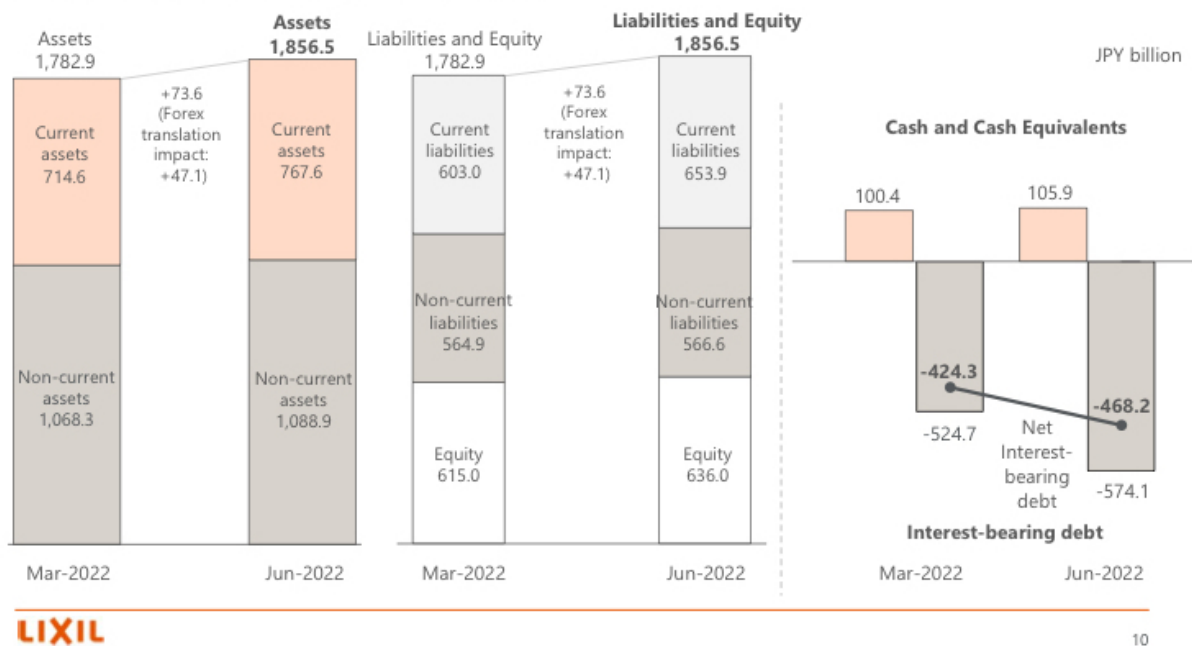 Assets
1,782.9
Assets
1,856.5
+73.6
(Forex
translation
impact:
+47.1)
Current
assets
714.6
Current
assets
767.6
Non-current
assets
1,068.3
Non-current
assets
1,088.9
Mar-2022
Jun-2022
Liabilities and Equity
1,782.9
Liabilities and Equity
1,856.5
+73.6
(Forex
translation
impact:
+47.1)
Current
liabilities
603.0
Current
liabilities
653.9
Non-current
liabilities
564.9
Non-current
liabilities
566.6
Equity
615.0
Equity
636.0
Mar-2022
Jun-2022
JPY billion
Cash and Cash Equivalents
100.4
105.9
-424.3
-468.2
-524.7
-574.1
Net
Interest-
bearing
debt
Interest-bearing debt
Mar-2022
Jun-2022
LIXIL
10